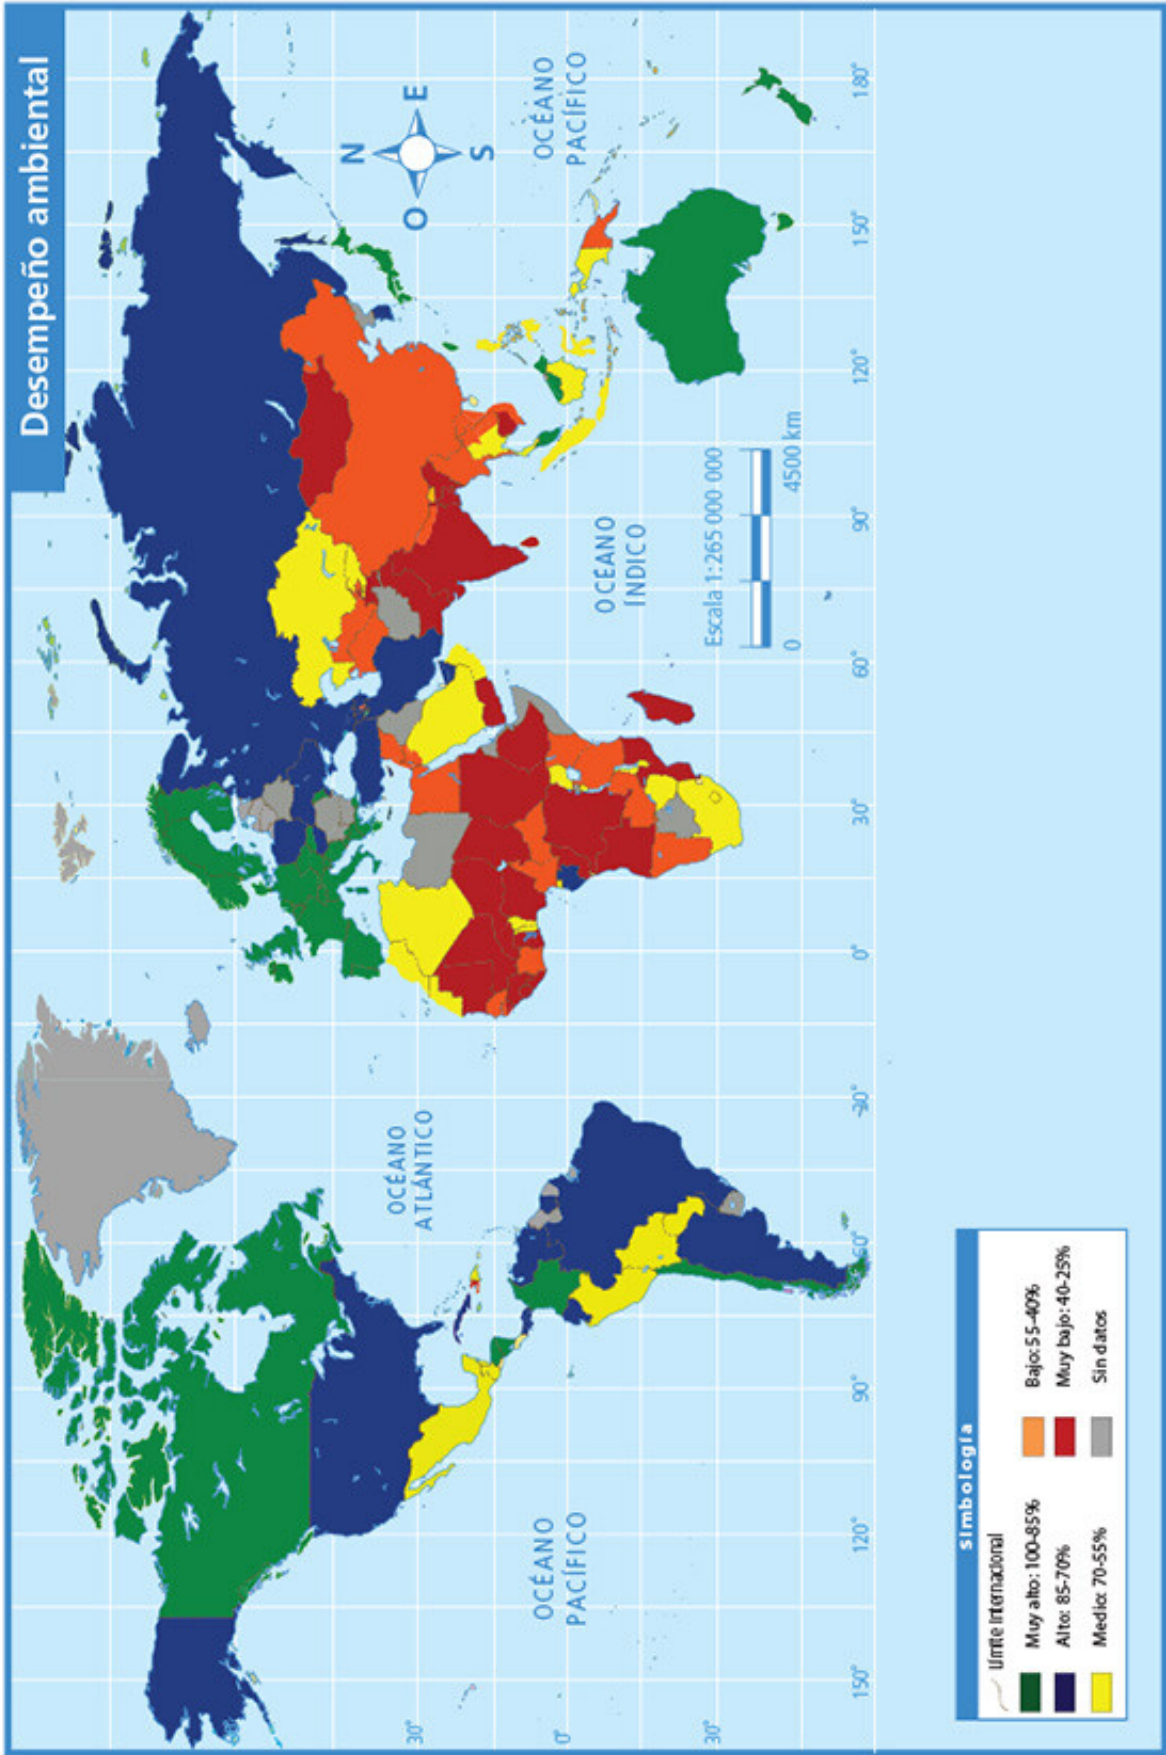 Desempeño ambiental
N
O
E
S
OCÉANO
PACÍFICO
OCÉANO
ATLÁNTICO
OCÉANO
ÍNDICO
OCÉANO
PACÍFICO
Escala 1:265 000 000
0 4500 km
30°
0°
30°
150°
120°
90°
60°
30°
0°
30°
60°
90°
120°
150°
180°
Simbología
Límite Internacional
Muy alto: 100-85%
Alto: 85-70%
Medio: 70-55%
Bajo: 55-40%
Muy bajo: 40-25%
Sin datos